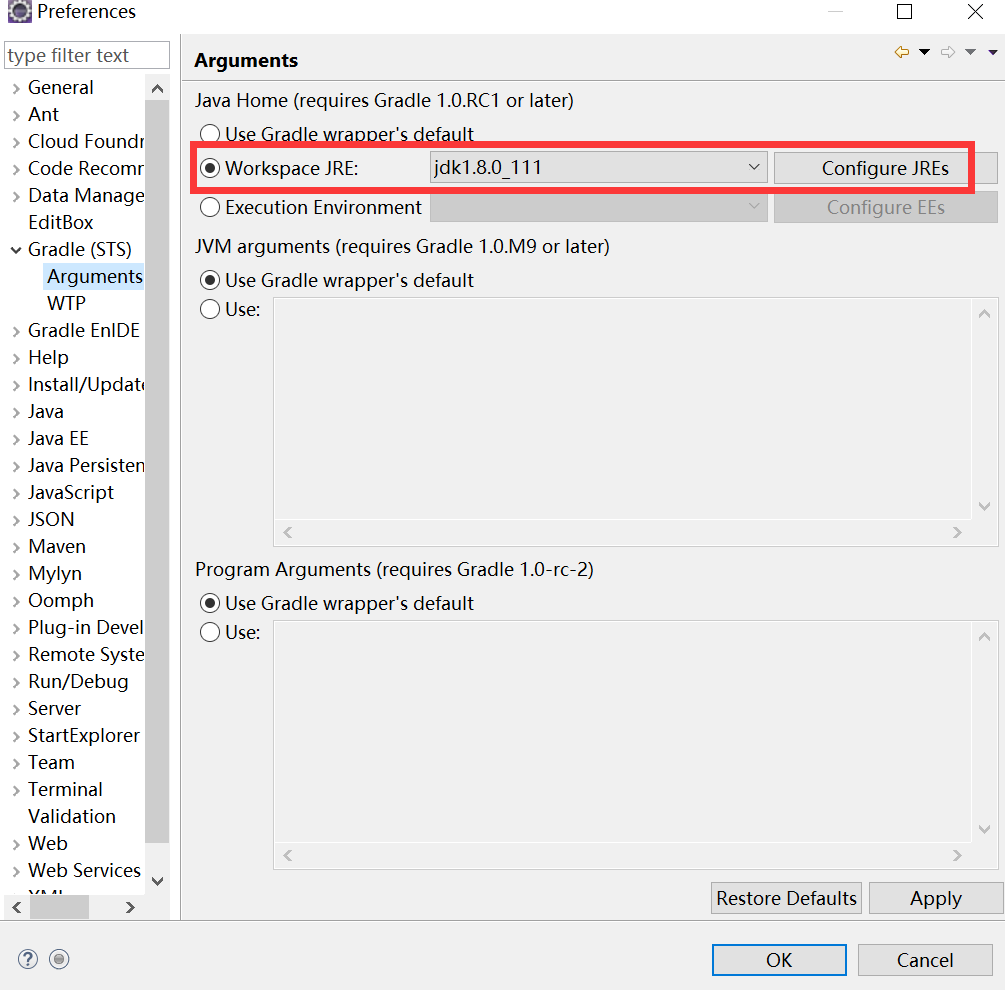 Preferences
type filter text
General
Ant
Cloud Foundr
Code Recomr
Data Manage
EditBox
Gradle (STS)
Arguments
WTP
Gradle EnIDE
Help
Install/Update
Java
Java EE
Java Persisten
JavaScript
JSON
Maven
Mylyn
Oomph
Plug-in Devel
Remote Syste
Run/Debug
Server
StartExplorer
Team
Terminal
Validation
Web
Web Services
XML
Arguments
Java Home (requires Gradle 1.0.RC1 or later)
Use Gradle wrapper's default
Workspace JRE: jdk1.8.0_111 Configure JREs
Execution Environment Configure EEs
JVM arguments (requires Gradle 1.0.M9 or later)
Use Gradle wrapper's default
Use:
Program Arguments (requires Gradle 1.0-rc-2)
Use Gradle wrapper's default
Use:
Restore Defaults Apply
? OK Cancel